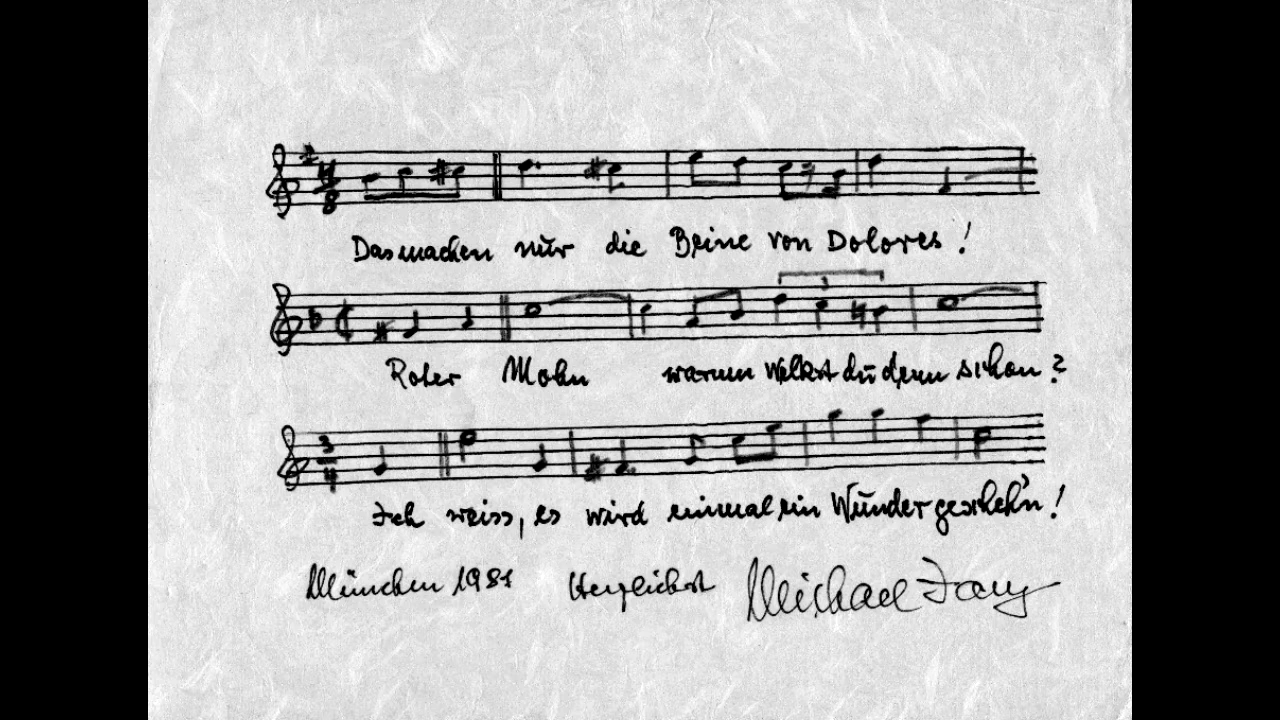 Das machen nur die Beine von Dolores!
Roter Mohn warum welkst du denn schon?
Ich weiss, es wird einmal ein Wunder gescheh'n!
München 1981 Herzlichst Michael Jary